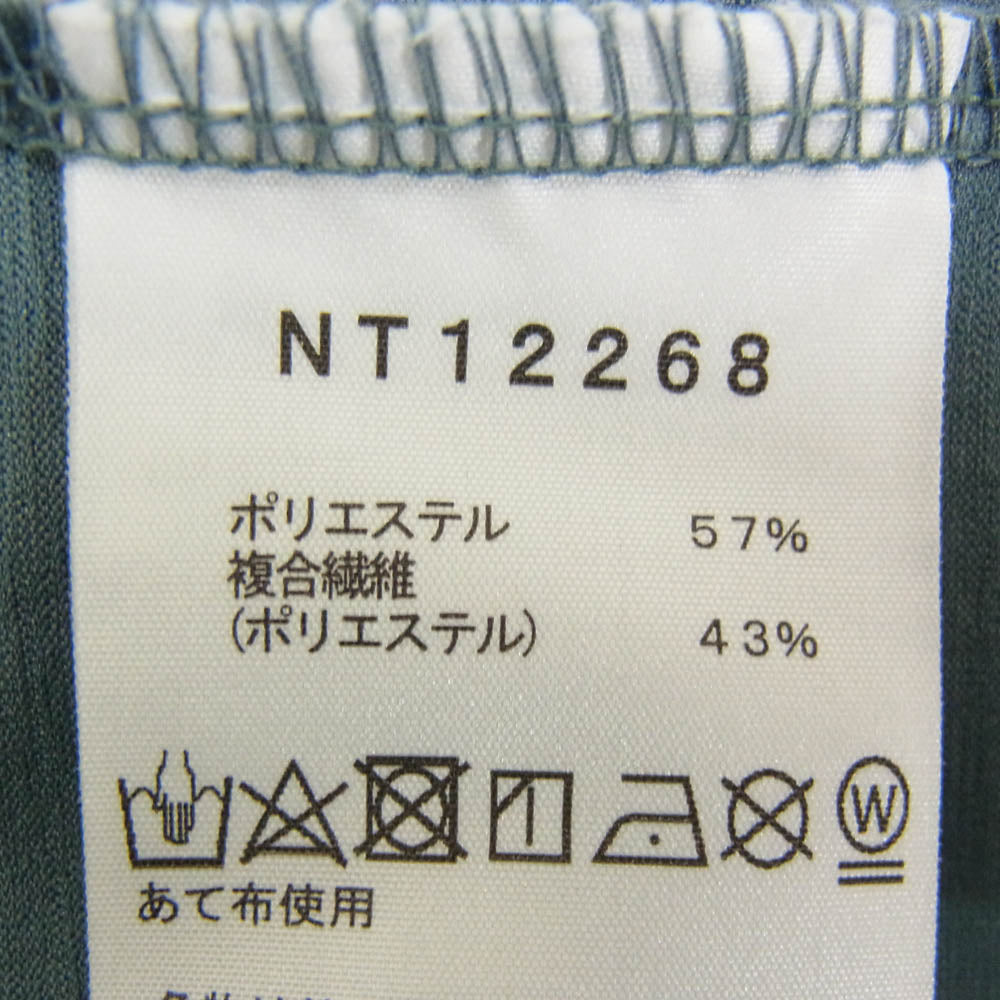 NT12268
ポリエステル 57%
複合繊維
(ポリエステル) 43%
W
あて布使用